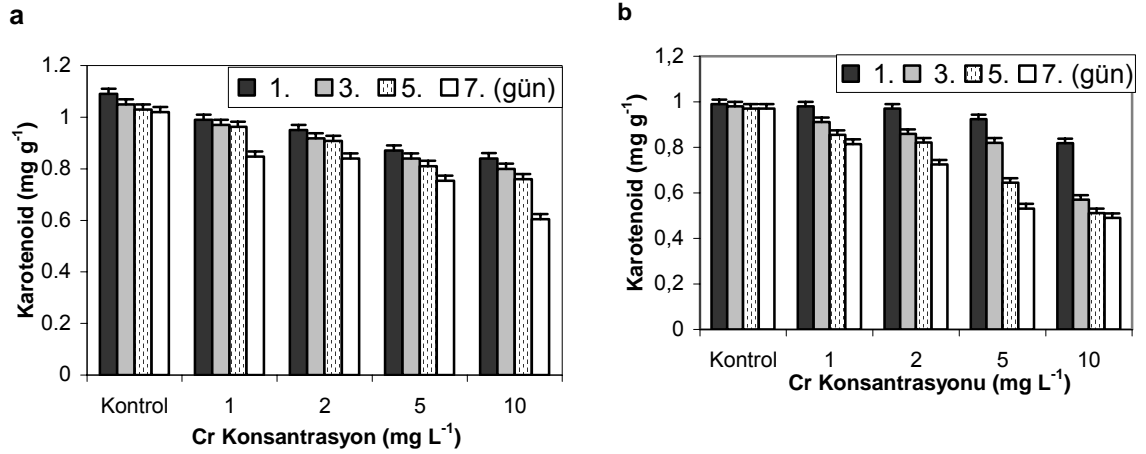 a
1.2
1
0.8
0.6
0.4
0.2
0
Karotenoid (mg g⁻¹)
1. 3. 5. 7. (gün)
Kontrol 1 2 5 10
Cr Konsantrasyon (mg L⁻¹)
b
1,2
1
0,8
0,6
0,4
0,2
0
Karotenoid (mg g⁻¹)
1. 3. 5. 7. (gün)
Kontrol 1 2 5 10
Cr Konsantrasyonu (mg L⁻¹)